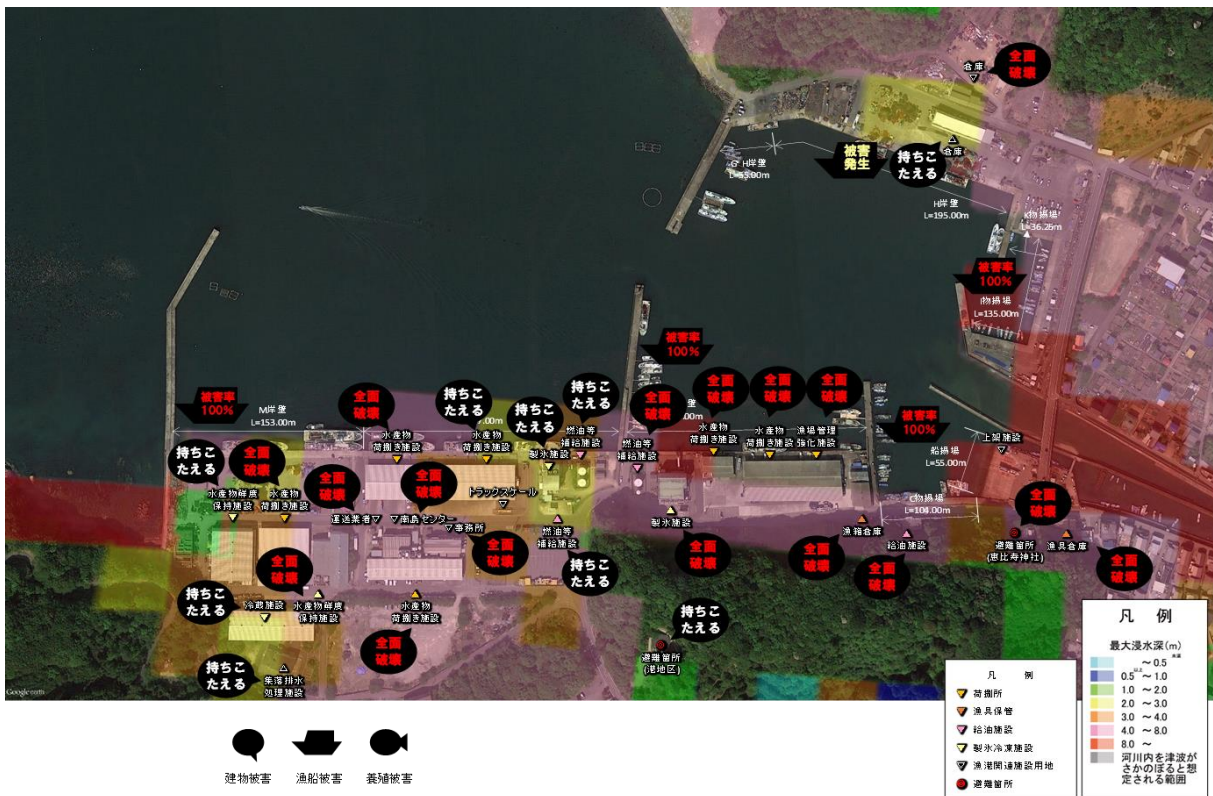 全面
破壊
倉庫
被害
発生
持ちこ
たえる
倉庫
G' H岸壁
L=55.00m
H岸壁
L=195.00m
K物揚場
L=36.26m
被害率
100%
I物揚場
L=135.00m
被害率
100%
被害率
100%
M岸壁
L=153.00m
全面
破壊
水産物
荷捌き施設
持ちこ
たえる
.00m
水産物
荷捌き施設
持ちこ
たえる
製氷施設
持ちこ
たえる
燃油等
補給施設
全面
破壊
燃油等
補給施設
全面
破壊
壁
.00m
水産物
荷捌き施設
全面
破壊
水産物
荷捌き施設
全面
破壊
漁場管理
強化施設
被害率
100%
船揚場
L=55.00m
上架施設
持ちこ
たえる
水産物鮮度
保持施設
全面
破壊
水産物
荷捌き施設
全面
破壊
運送業者
全面
破壊
南島センター
トラックスケール
事務所
全面
破壊
燃油等
補給施設
持ちこ
たえる
製氷施設
全面
破壊
漁箱倉庫
全面
破壊
給油施設
全面
破壊
C物揚場
L=104.00m
全面
破壊
避難箇所
(恵比寿神社)
漁具倉庫
全面
破壊
持ちこ
たえる
冷蔵施設
全面
破壊
水産物鮮度
保持施設
水産物
荷捌き施設
全面
破壊
持ちこ
たえる
避難箇所
(港地区)
持ちこ
たえる
集落排水
処理施設
Google earth
凡 例
荷捌所
漁具保管
給油施設
製氷冷凍施設
漁港関連施設用地
避難箇所
凡 例
最大浸水深(m)
～0.5 未満
0.5 以上 ～1.0
1.0 ～2.0
2.0 ～3.0
3.0 ～4.0
4.0 ～8.0
8.0 ～
河川内を津波が
さかのぼると想
定される範囲
建物被害
漁船被害
養殖被害